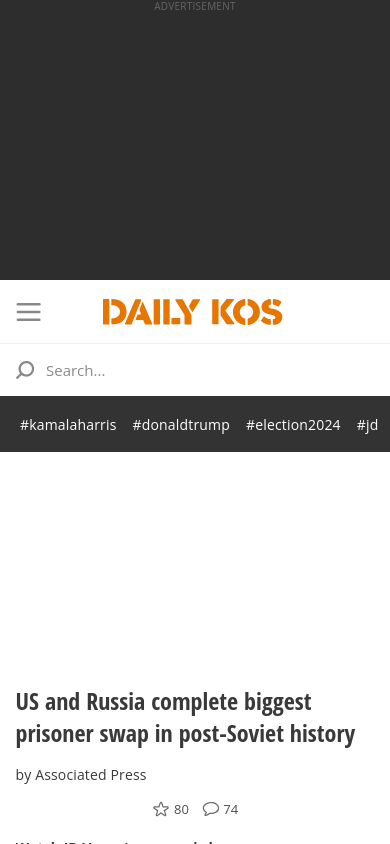 ADVERTISEMENT
DAILY KOS
Search...
#kamalaharris #donaldtrump #election2024 #jd
US and Russia complete biggest
prisoner swap in post-Soviet history
by Associated Press
80 74